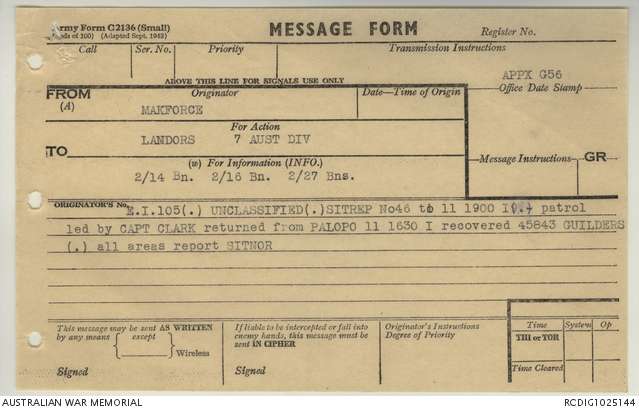 Army Form C2136 (Small)
(Pads of 100) (Adapted Sept. 1942)
MESSAGE FORM
Register No.
Call Ser. No. Priority Transmission Instructions
ABOVE THIS LINE FOR SIGNALS USE ONLY
APPX G56
Office Date Stamp
FROM
(A)
Originator
Date—Time of Origin
MAKFORCE
For Action
LANDORS 7 AUST DIV
TO
(w) For Information (INFO.)
Message Instructions GR
2/14 Bn. 2/16 Bn. 2/27 Bns.
ORIGINATOR'S No. E.I.105(.) UNCLASSIFIED(.)SITREP No46 to 11 1900 I(.) patrol
led by CAPT CLARK returned from PALOPO 11 1630 I recovered 45843 GUILDERS
(.) all areas report SITNOR
This message may be sent AS WRITTEN
by any means except
Wireless
Signed
If liable to be intercepted or fall into
enemy hands, this message must be
sent IN CIPHER
Signed
Originator's Instructions
Degree of Priority
Time System Op
THI or TOR
Time Cleared
AUSTRALIAN WAR MEMORIAL RCDIG1025144